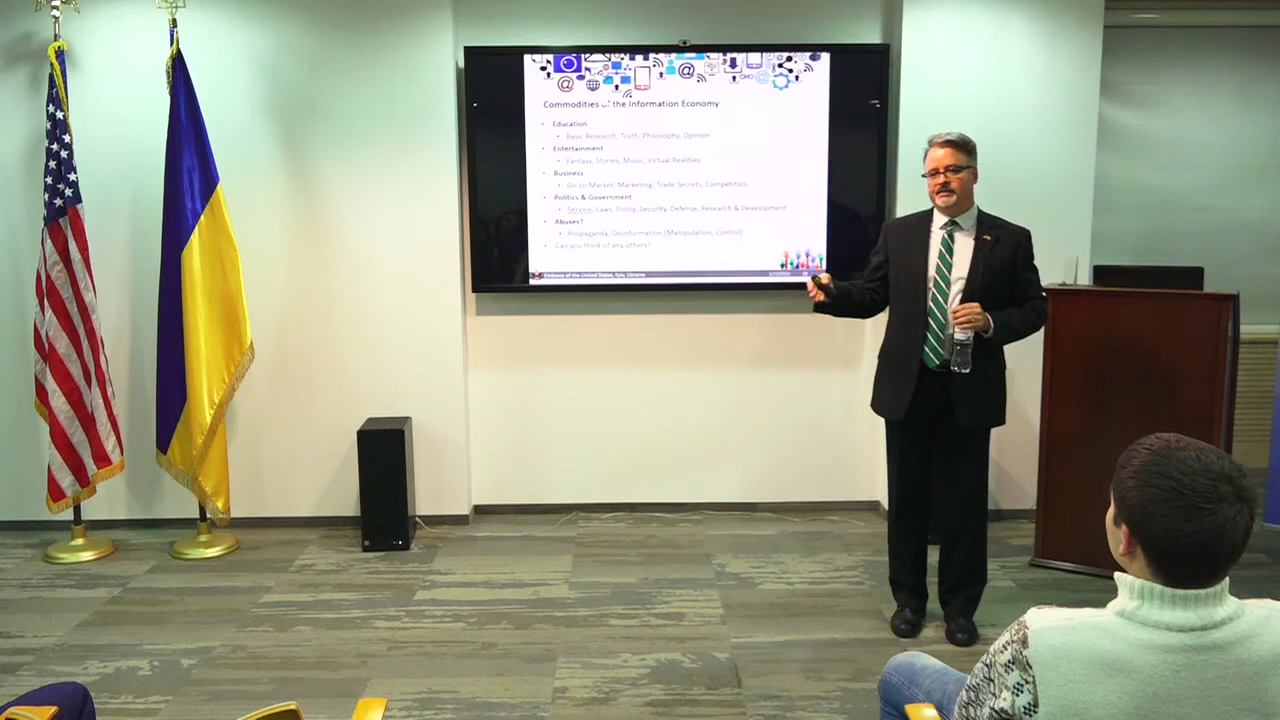 Commodities of the Information Economy
• Education
• Basic Research, Truth, Philosophy, Opinion
• Entertainment
• Fantasy, Stories, Music, Virtual Realities
• Business
• Go-to-Market, Marketing, Trade Secrets, Competitors
• Politics & Government
• Service, Laws, Policy, Security, Defense, Research & Development
• Abuses?
• Propaganda, Disinformation (Manipulation, Control)
• Can you think of any others?
Embassy of the United States, Kyiv, Ukraine